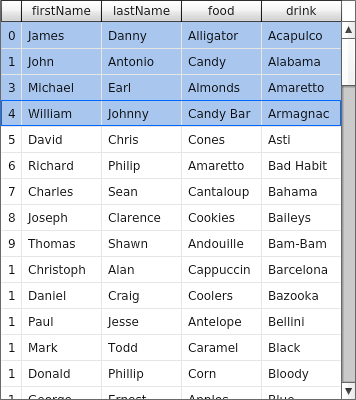 firstName lastName food drink
0 James Danny Alligator Acapulco
1 John Antonio Candy Alabama
3 Michael Earl Almonds Amaretto
4 William Johnny Candy Bar Armagnac
5 David Chris Cones Asti
6 Richard Philip Amaretto Bad Habit
7 Charles Sean Cantaloup Bahama
8 Joseph Clarence Cookies Baileys
9 Thomas Shawn Andouille Bam-Bam
1 Christoph Alan Cappuccin Barcelona
1 Daniel Craig Coolers Bazooka
1 Paul Jesse Antelope Bellini
1 Mark Todd Caramel Black
1 Donald Phillip Corn Bloody
1 George Ernest Apples Blue